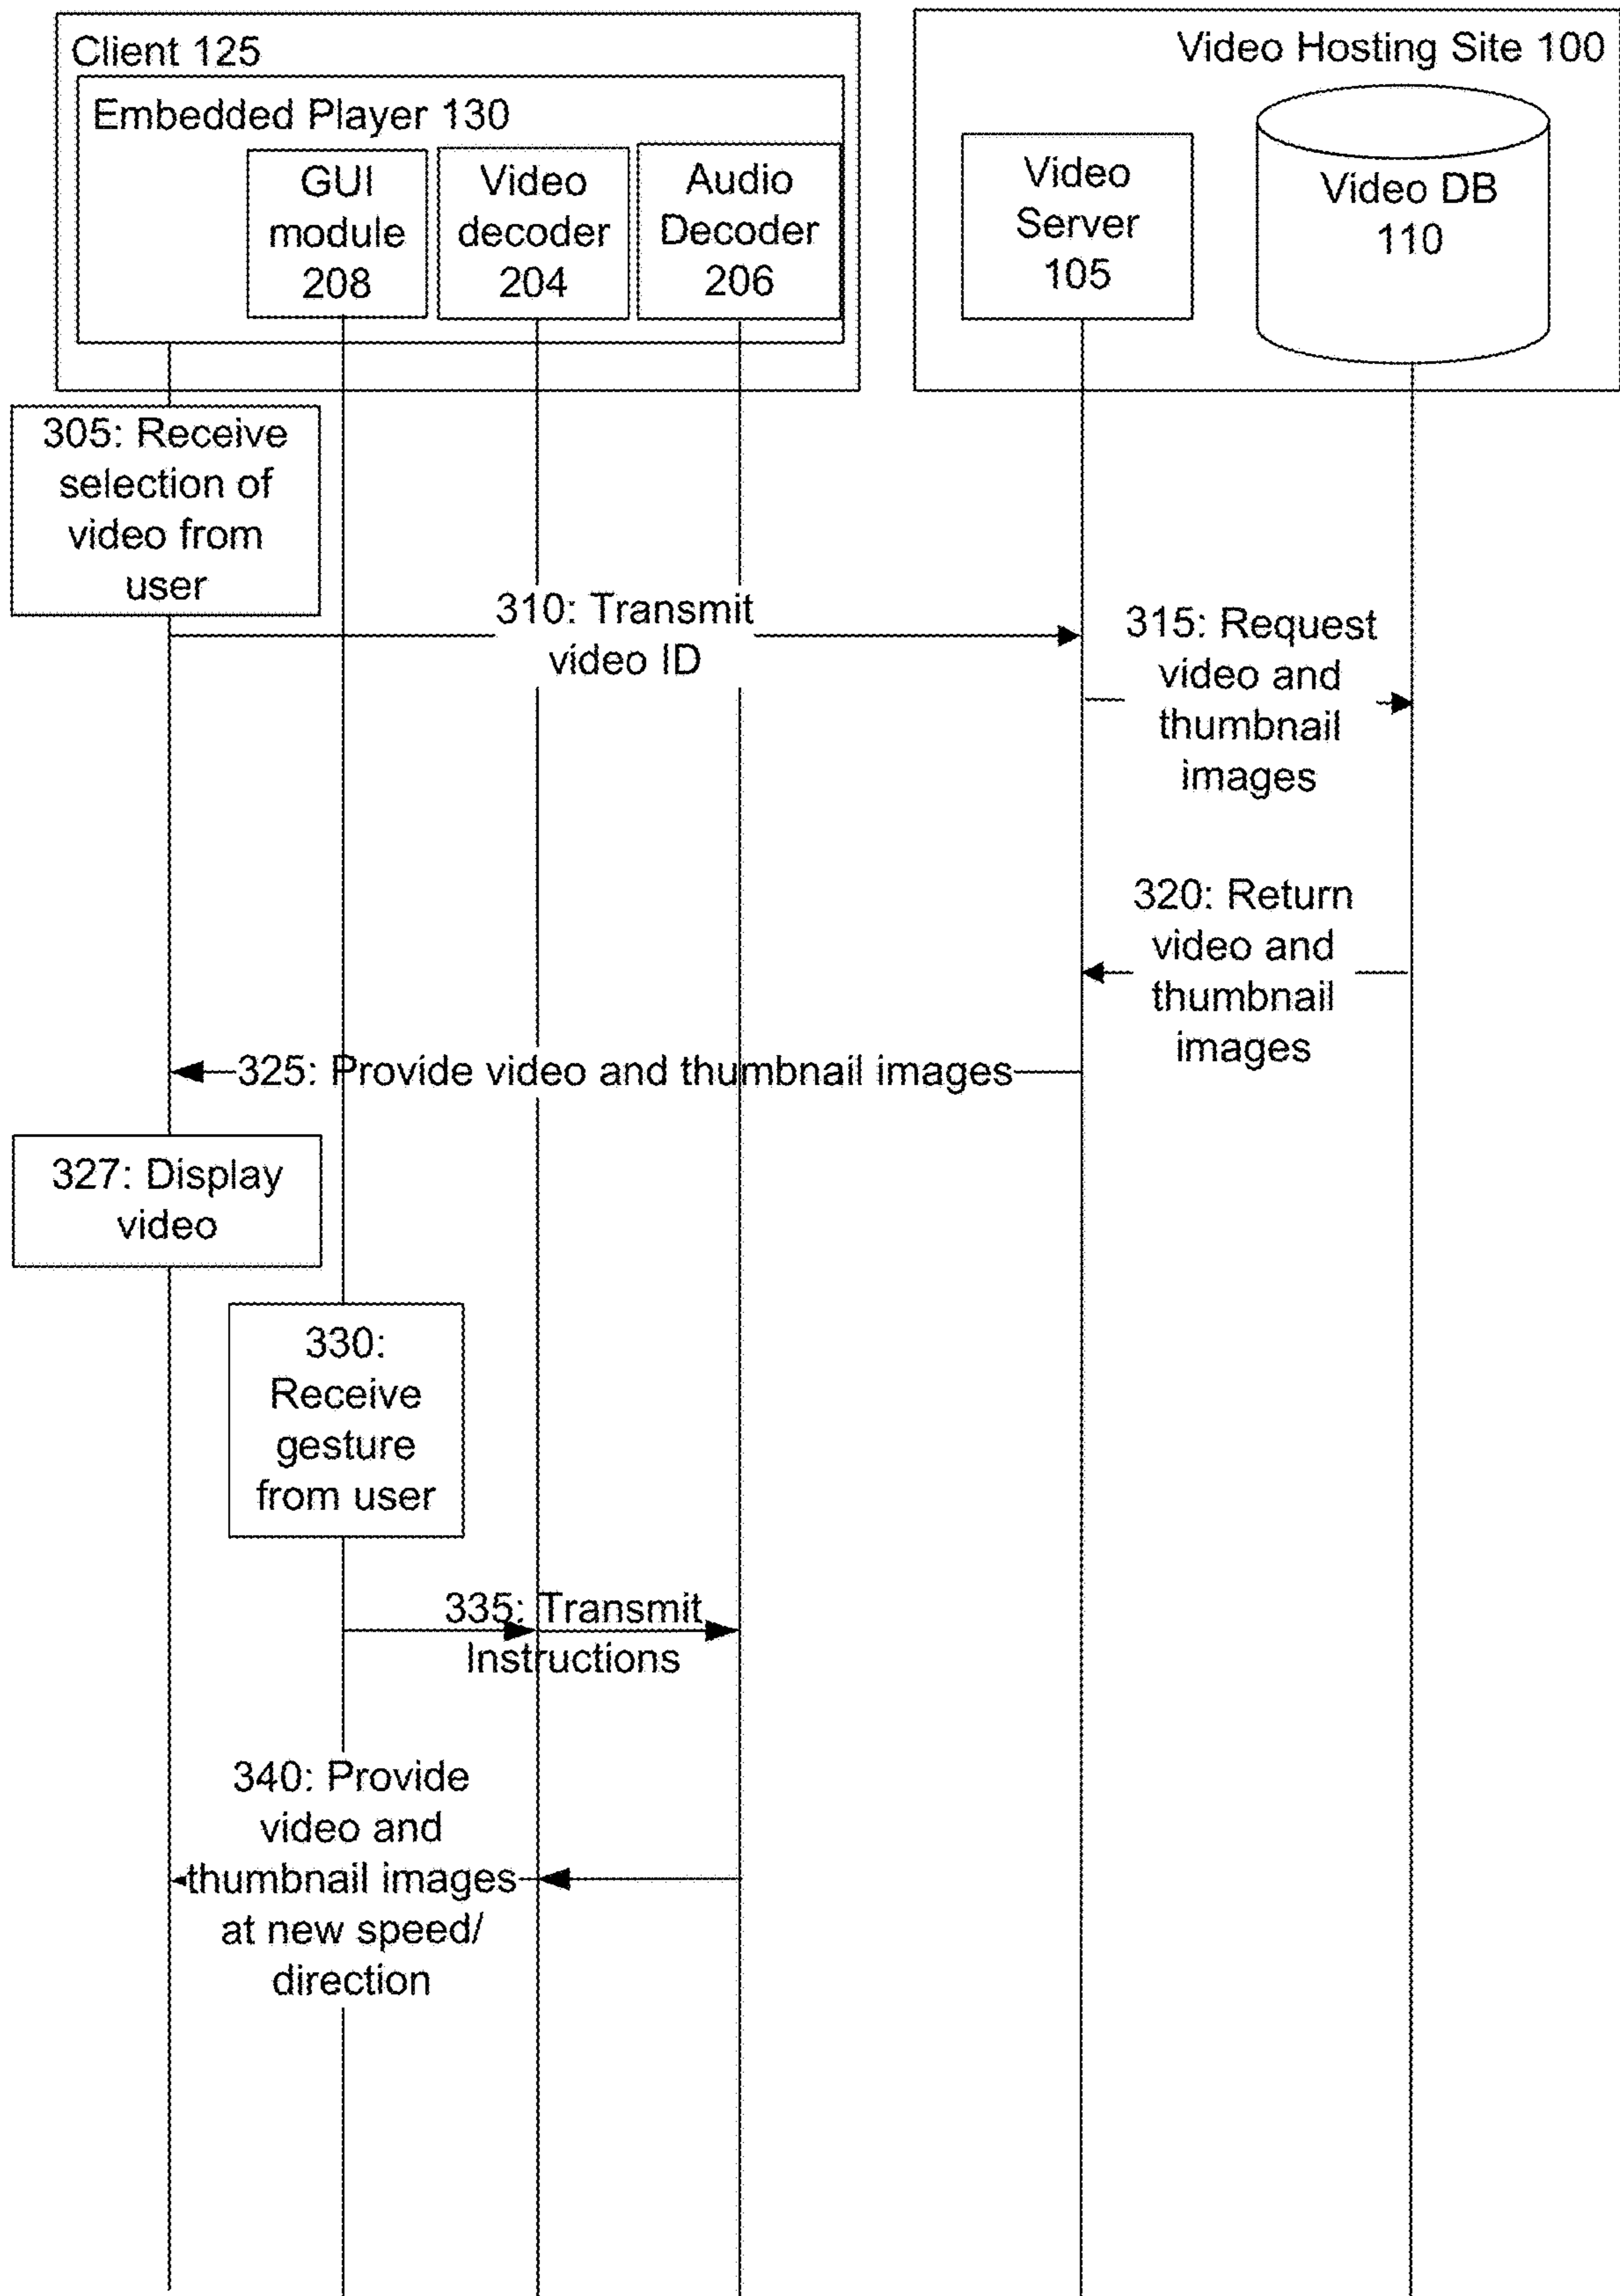 Client 125
Video Hosting Site 100
Embedded Player 130
GUI
module
208
Video
decoder
204
Audio
Decoder
206
Video
Server
105
Video DB
110
305: Receive
selection of
video from
user
310: Transmit
video ID
315: Request
video and
thumbnail
images
320: Return
video and
thumbnail
images
325: Provide video and thumbnail images
327: Display
video
330:
Receive
gesture
from user
335: Transmit
Instructions
340: Provide
video and
thumbnail images
at new speed/
direction